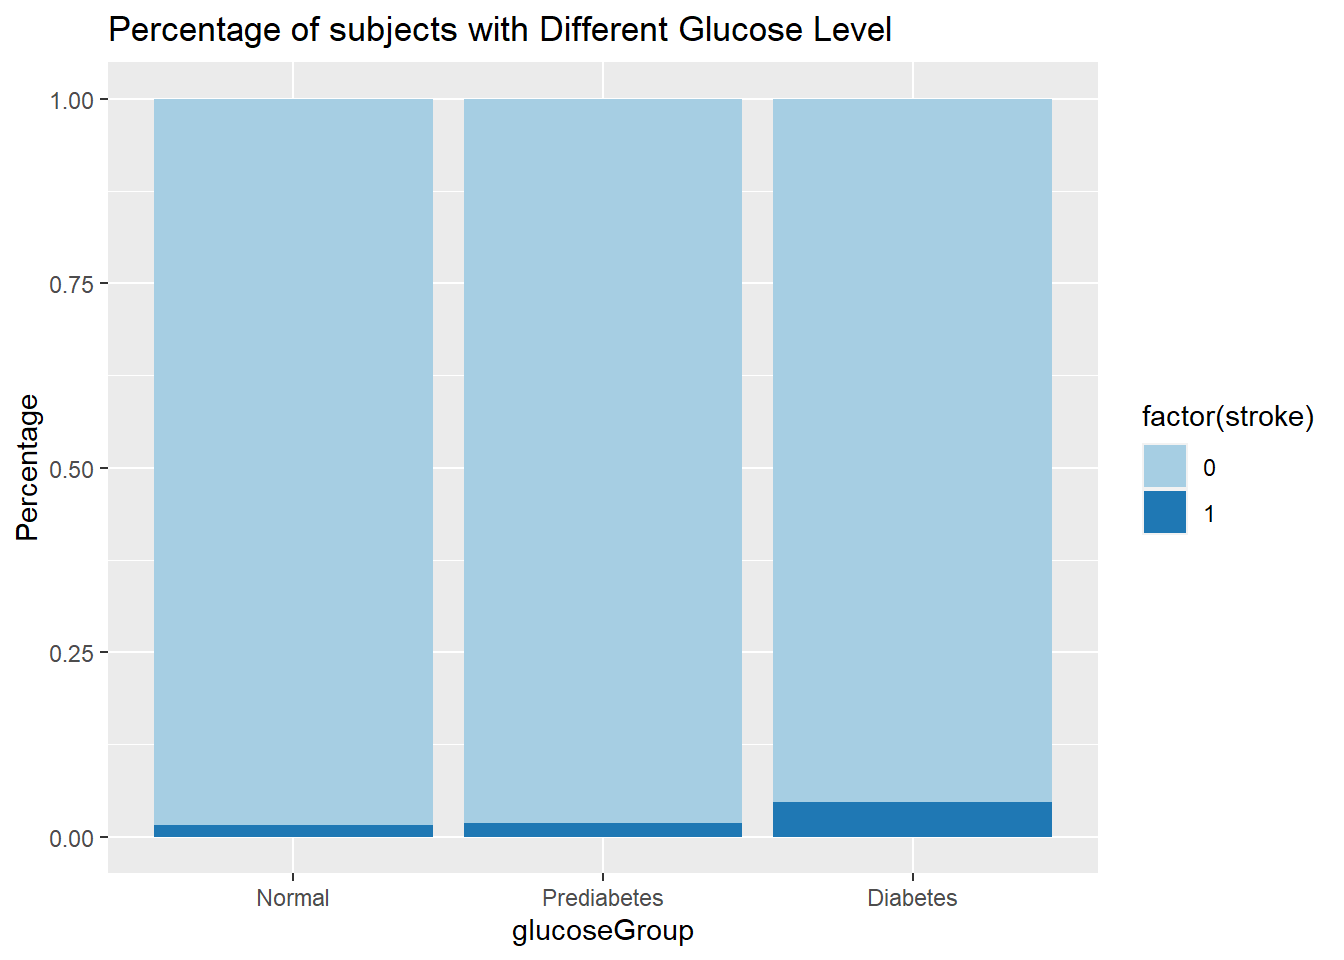 Percentage of subjects with Different Glucose Level
Percentage
1.00
0.75
0.50
0.25
0.00
Normal
Prediabetes
Diabetes
glucoseGroup
factor(stroke)
0
1